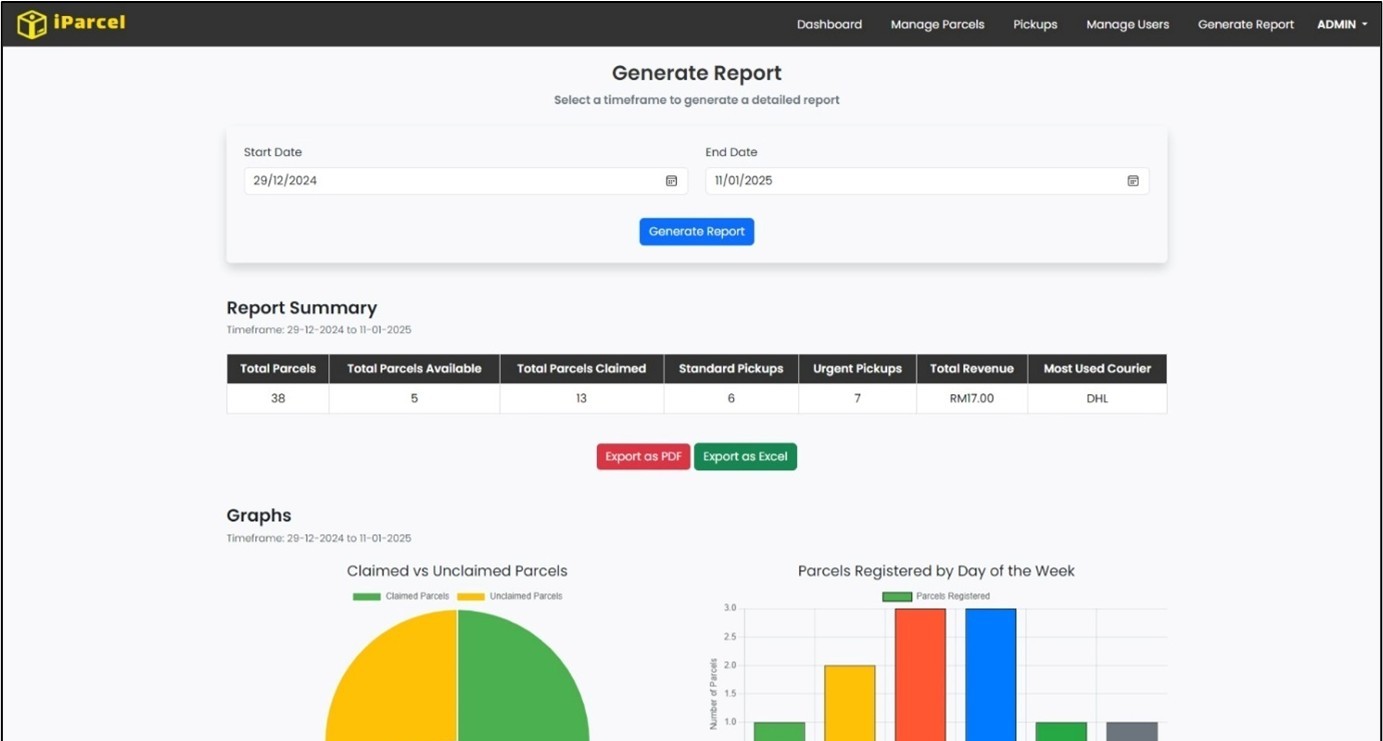 iParcel
Dashboard Manage Parcels Pickups Manage Users Generate Report ADMIN
Generate Report
Select a timeframe to generate a detailed report
Start Date End Date
29/12/2024 11/01/2025
Generate Report
Report Summary
Timeframe: 29-12-2024 to 11-01-2025
Total Parcels Total Parcels Available Total Parcels Claimed Standard Pickups Urgent Pickups Total Revenue Most Used Courier
38 5 13 6 7 RM17.00 DHL
Export as PDF Export as Excel
Graphs
Timeframe: 29-12-2024 to 11-01-2025
Claimed vs Unclaimed Parcels
Claimed Parcels Unclaimed Parcels
Parcels Registered by Day of the Week
Parcels Registered
3.0
2.5
2.0
1.5
1.0
Number of Parcels